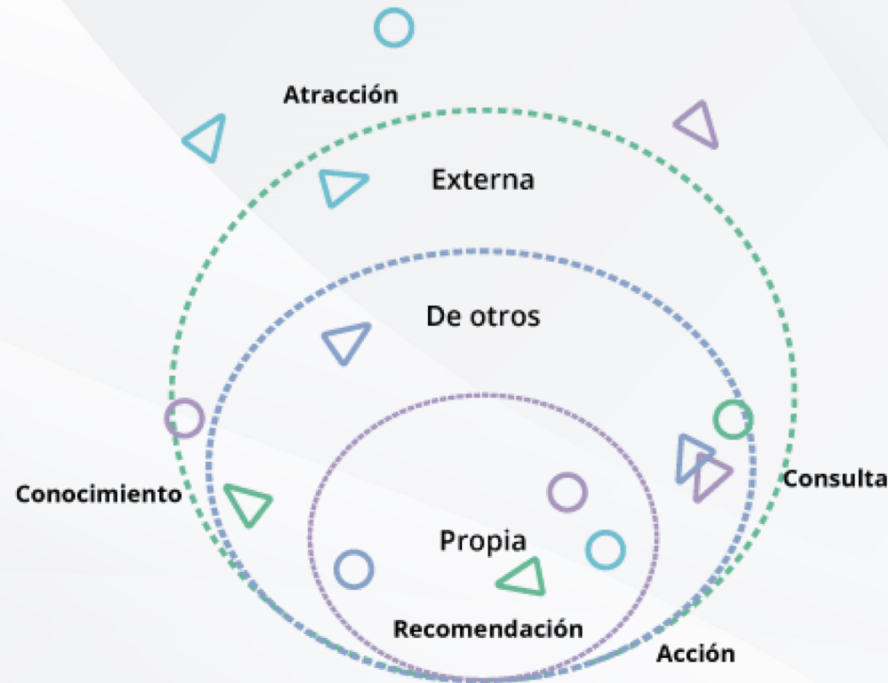 Atracción
Externa
De otros
Consulta
Conocimiento
Propia
Recomendación
Acción